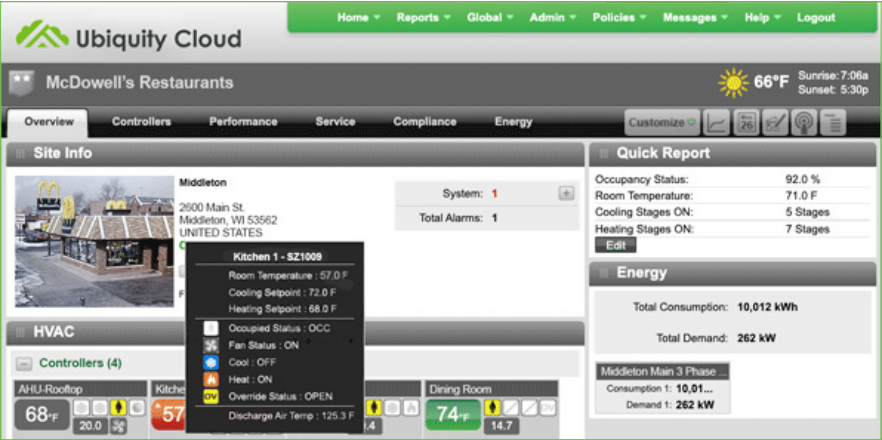 Ubiquity Cloud
Home Reports Global Admin Policies Messages Help Logout
McDowell's Restaurants
66°F
Sunrise: 7:06a
Sunset: 5:30p
Overview Controllers Performance Service Compliance Energy
Customize
26
Site Info
Middleton
2600 Main St.
Middleton, WI 53562
UNITED STATES
System: 1
Total Alarms: 1
Kitchen 1 - SZ1009
Room Temperature : 57.0 F
Cooling Setpoint : 72.0 F
Heating Setpoint : 68.0 F
Occupied Status : OCC
Fan Status : ON
Cool : OFF
Heat : ON
OV Override Status : OPEN
Discharge Air Temp : 125.3 F
HVAC
Controllers (4)
AHU-Rooftop
68°F
20.0
Kitche
57
.4
Dining Room
74°F
OV
14.7
Quick Report
Occupancy Status: 92.0 %
Room Temperature: 71.0 F
Cooling Stages ON: 5 Stages
Heating Stages ON: 7 Stages
Edit
Energy
Total Consumption: 10,012 kWh
Total Demand: 262 kW
Middleton Main 3 Phase ...
Consumption 1: 10,01...
Demand 1: 262 kW